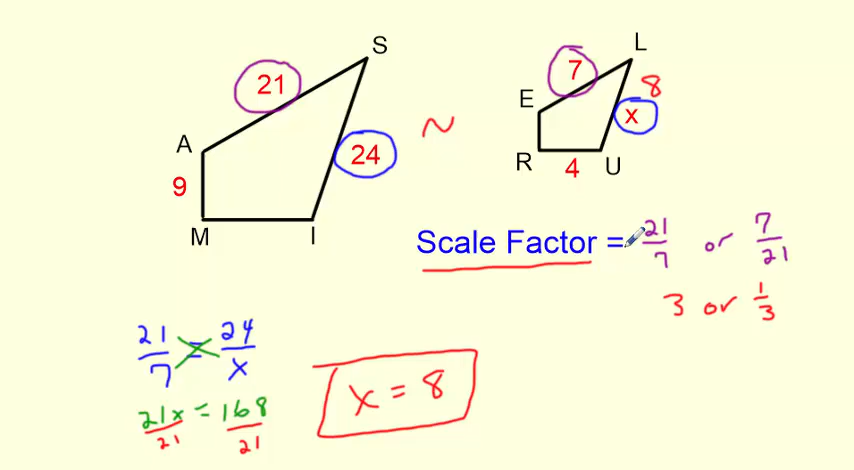 S
21
A
24
9
M
I
~
L
7
8
E
x
R
4
U
Scale Factor = 21/7 or 7/21
3 or 1/3
21/7 = 24/x
21x/21 = 168/21
x = 8